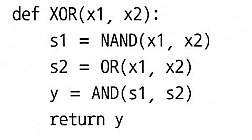 def XOR(x1, x2):
    s1 = NAND(x1, x2)
    s2 = OR(x1, x2)
    y = AND(s1, s2)
    return y